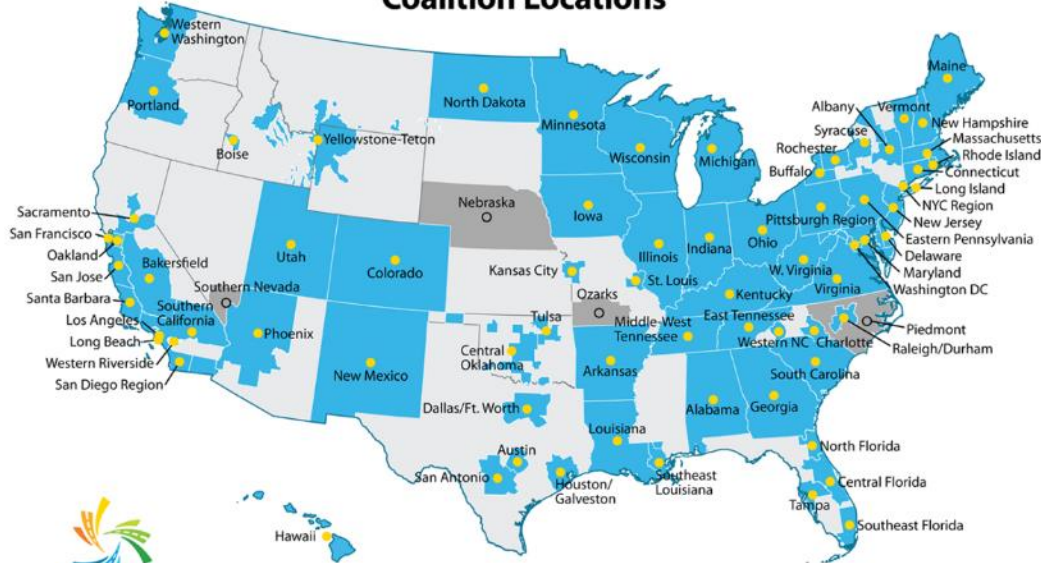 Coalition Locations
Western
Washington
Portland
Boise
Yellowstone-Teton
North Dakota
Minnesota
Wisconsin
Michigan
Maine
Albany
Vermont
New Hampshire
Syracuse
Massachusetts
Rochester
Rhode Island
Buffalo
Connecticut
Long Island
NYC Region
New Jersey
Pittsburgh Region
Eastern Pennsylvania
Delaware
Maryland
Washington DC
Nebraska
Iowa
Illinois
Indiana
Ohio
W. Virginia
Virginia
Sacramento
San Francisco
Oakland
San Jose
Bakersfield
Santa Barbara
Southern Nevada
Southern
California
Los Angeles
Long Beach
Western Riverside
San Diego Region
Utah
Colorado
Phoenix
New Mexico
Kansas City
St. Louis
Ozarks
Tulsa
Central
Oklahoma
Kentucky
East Tennessee
Middle-West
Tennessee
Western NC
Charlotte
Piedmont
Raleigh/Durham
South Carolina
Arkansas
Alabama
Georgia
Dallas/Ft. Worth
Louisiana
Austin
San Antonio
Houston/
Galveston
Southeast
Louisiana
North Florida
Central Florida
Tampa
Southeast Florida
Hawaii